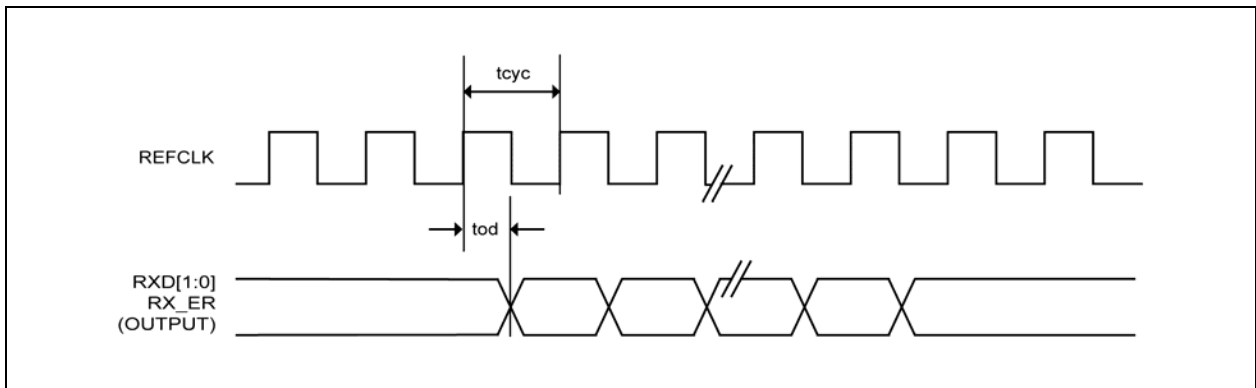 tcyc
REFCLK
tod
RXD[1:0]
RX_ER
(OUTPUT)